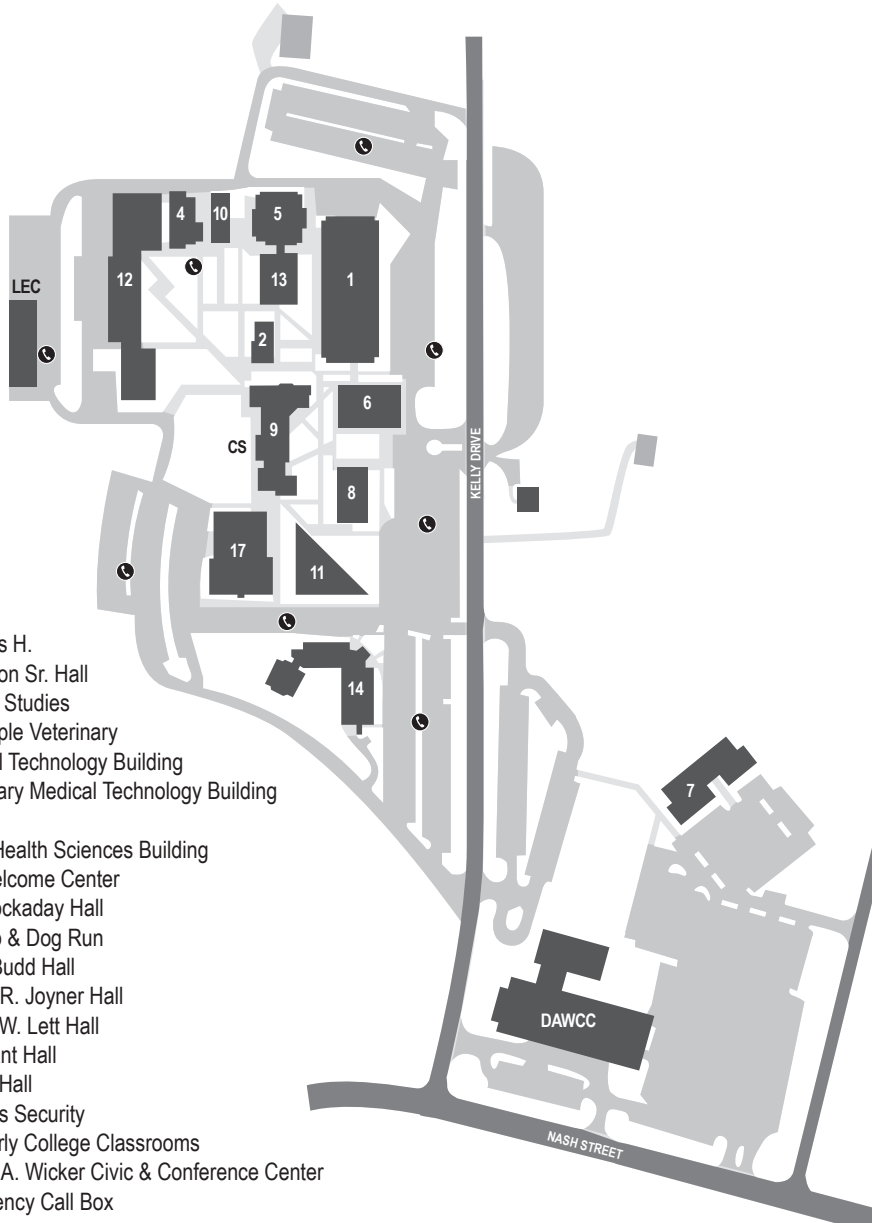 4
10
5
12
13
1
LEC
2
6
9
CS
KELLY DRIVE
8
17
11
14
7
DAWCC
NASH STREET
s H.
on Sr. Hall
Studies
ple Veterinary
l Technology Building
ary Medical Technology Building
Health Sciences Building
elcome Center
ockaday Hall
& Dog Run
Budd Hall
R. Joyner Hall
W. Lett Hall
nt Hall
Hall
s Security
rly College Classrooms
A. Wicker Civic & Conference Center
ency Call Box